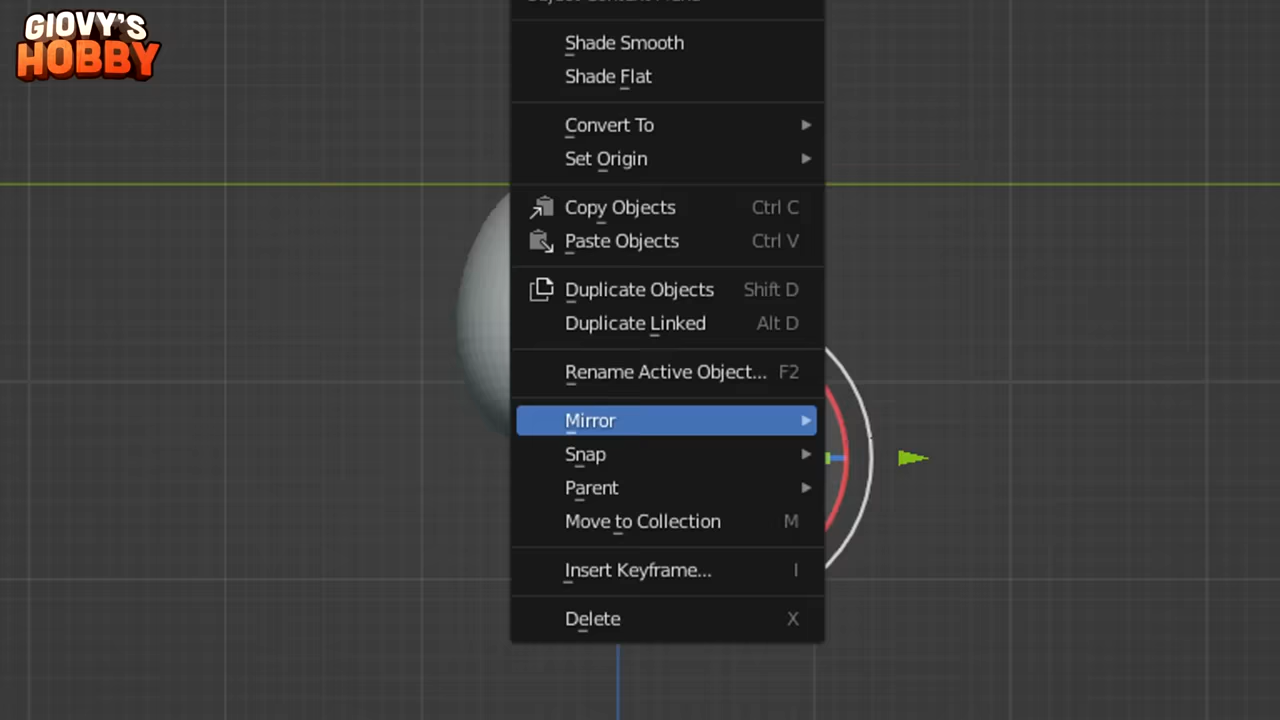 GIOVY'S
HOBBY
Shade Smooth
Shade Flat
Convert To
Set Origin
Copy Objects Ctrl C
Paste Objects Ctrl V
Duplicate Objects Shift D
Duplicate Linked Alt D
Rename Active Object... F2
Mirror
Snap
Parent
Move to Collection M
Insert Keyframe... I
Delete X